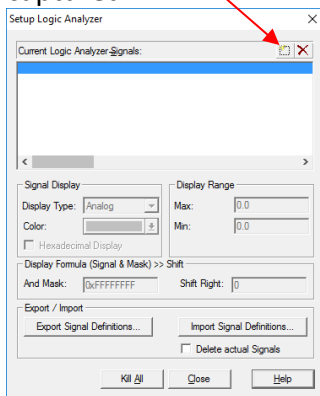 Setup Logic Analyzer
Current Logic Analyzer Signals:
Signal Display
Display Range
Display Type: Analog
Max: 0.0
Color:
Min: 0.0
Hexadecimal Display
Display Formula (Signal & Mask) >> Shift
And Mask: 0xFFFFFFFF
Shift Right: 0
Export / Import
Export Signal Definitions...
Import Signal Definitions...
Delete actual Signals
Kill All
Close
Help